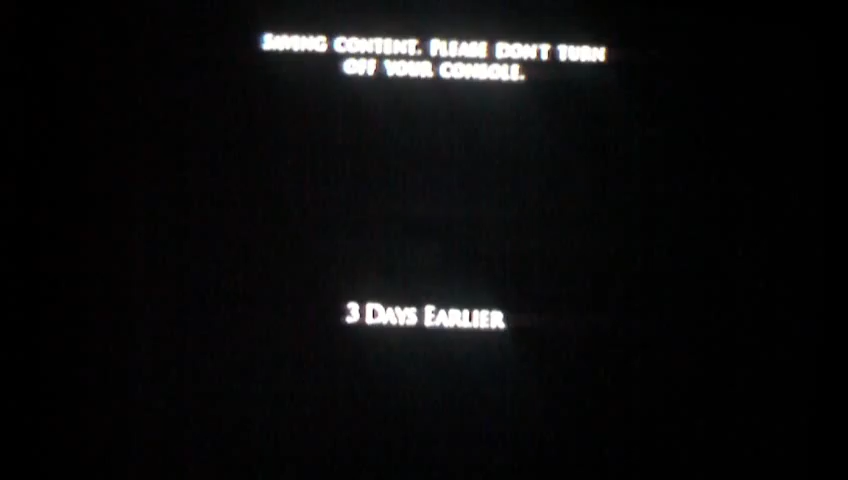 SAVING CONTENT. PLEASE DON'T TURN
OFF YOUR CONSOLE.
3 DAYS EARLIER